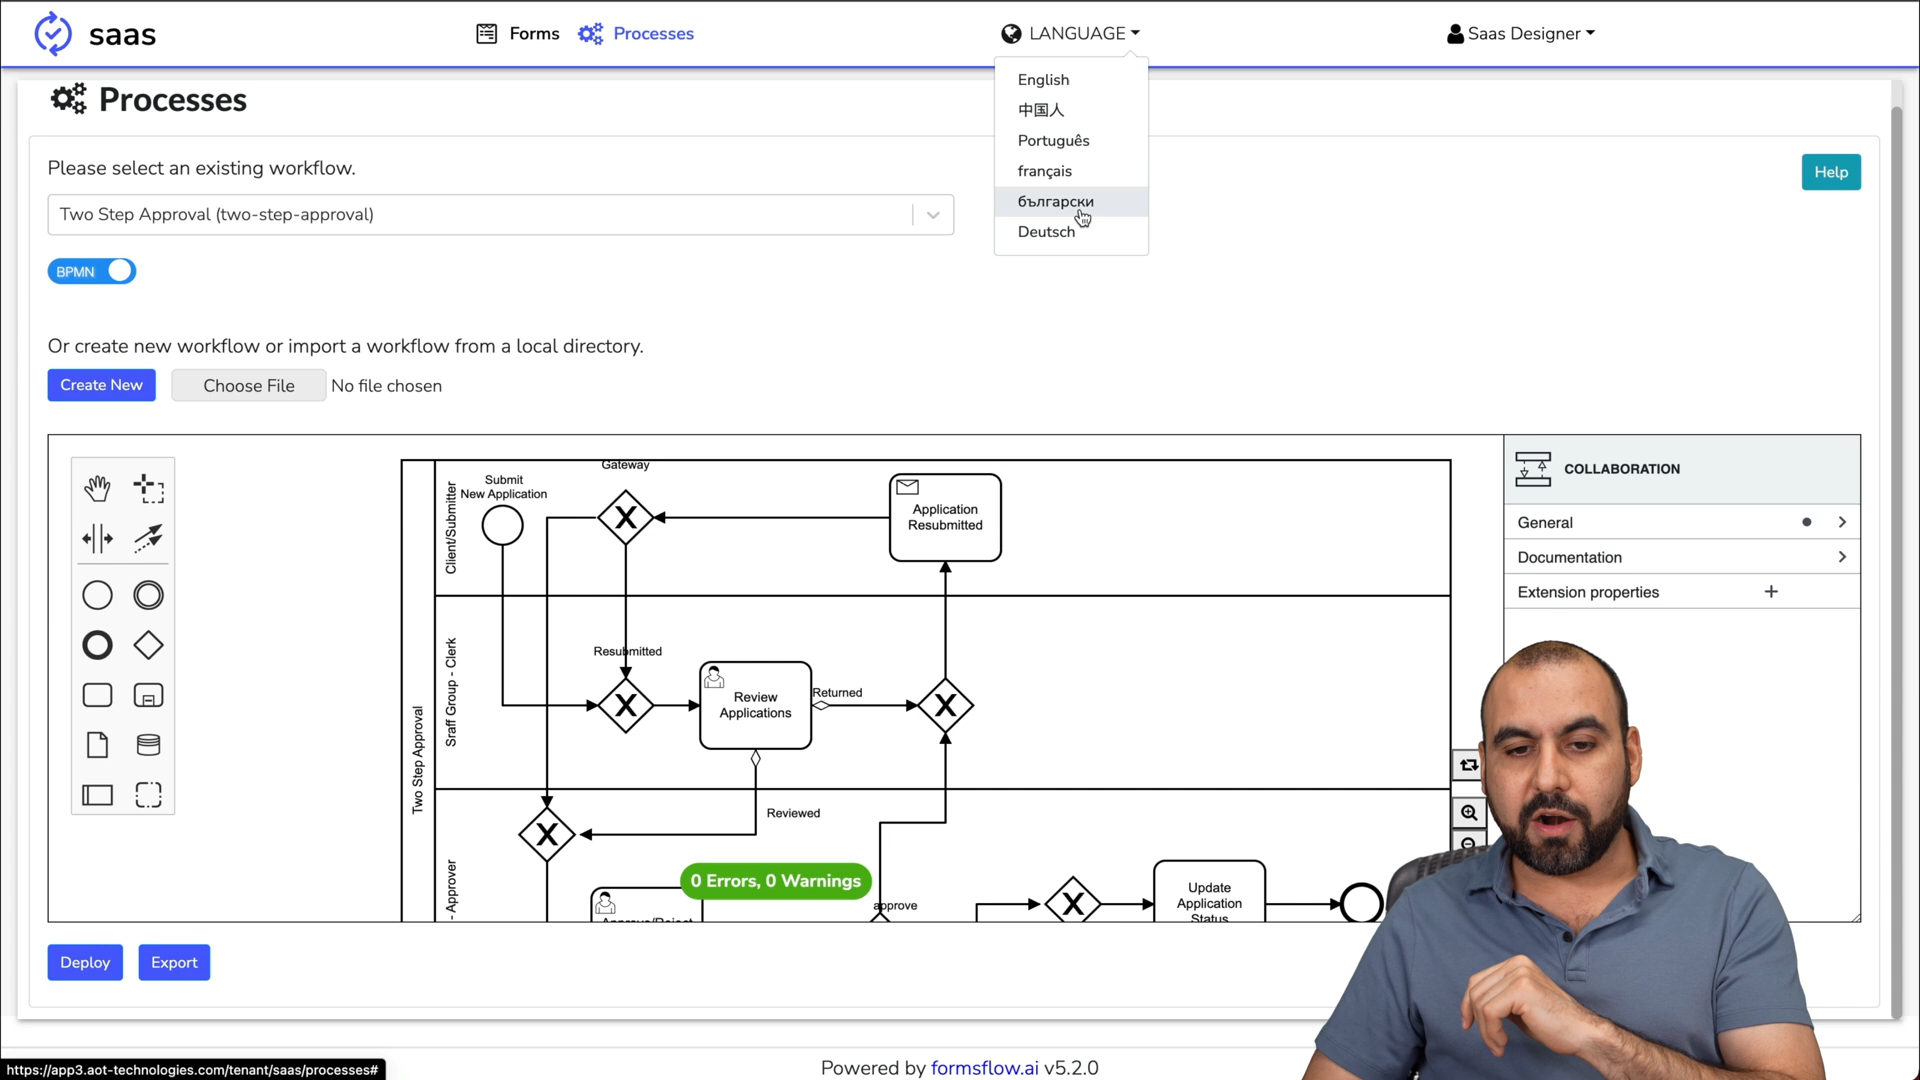 saas
Forms
Processes
LANGUAGE
Saas Designer
English
中国人
Português
français
български
Deutsch
Processes
Please select an existing workflow.
Help
Two Step Approval (two-step-approval)
BPMN
Or create new workflow or import a workflow from a local directory.
Create New
Choose File
No file chosen
Two Step Approval
Client/Submitter
Submit
New Application
Gateway
Application
Resubmitted
Sraff Group - Clerk
Resubmitted
Review
Applications
Returned
Reviewed
- Approver
0 Errors, 0 Warnings
Approve/Reject
approve
Update
Application
Status
COLLABORATION
General
Documentation
Extension properties
Deploy
Export
Powered by formsflow.ai v5.2.0
https://app3.aot-technologies.com/tenant/saas/processes#